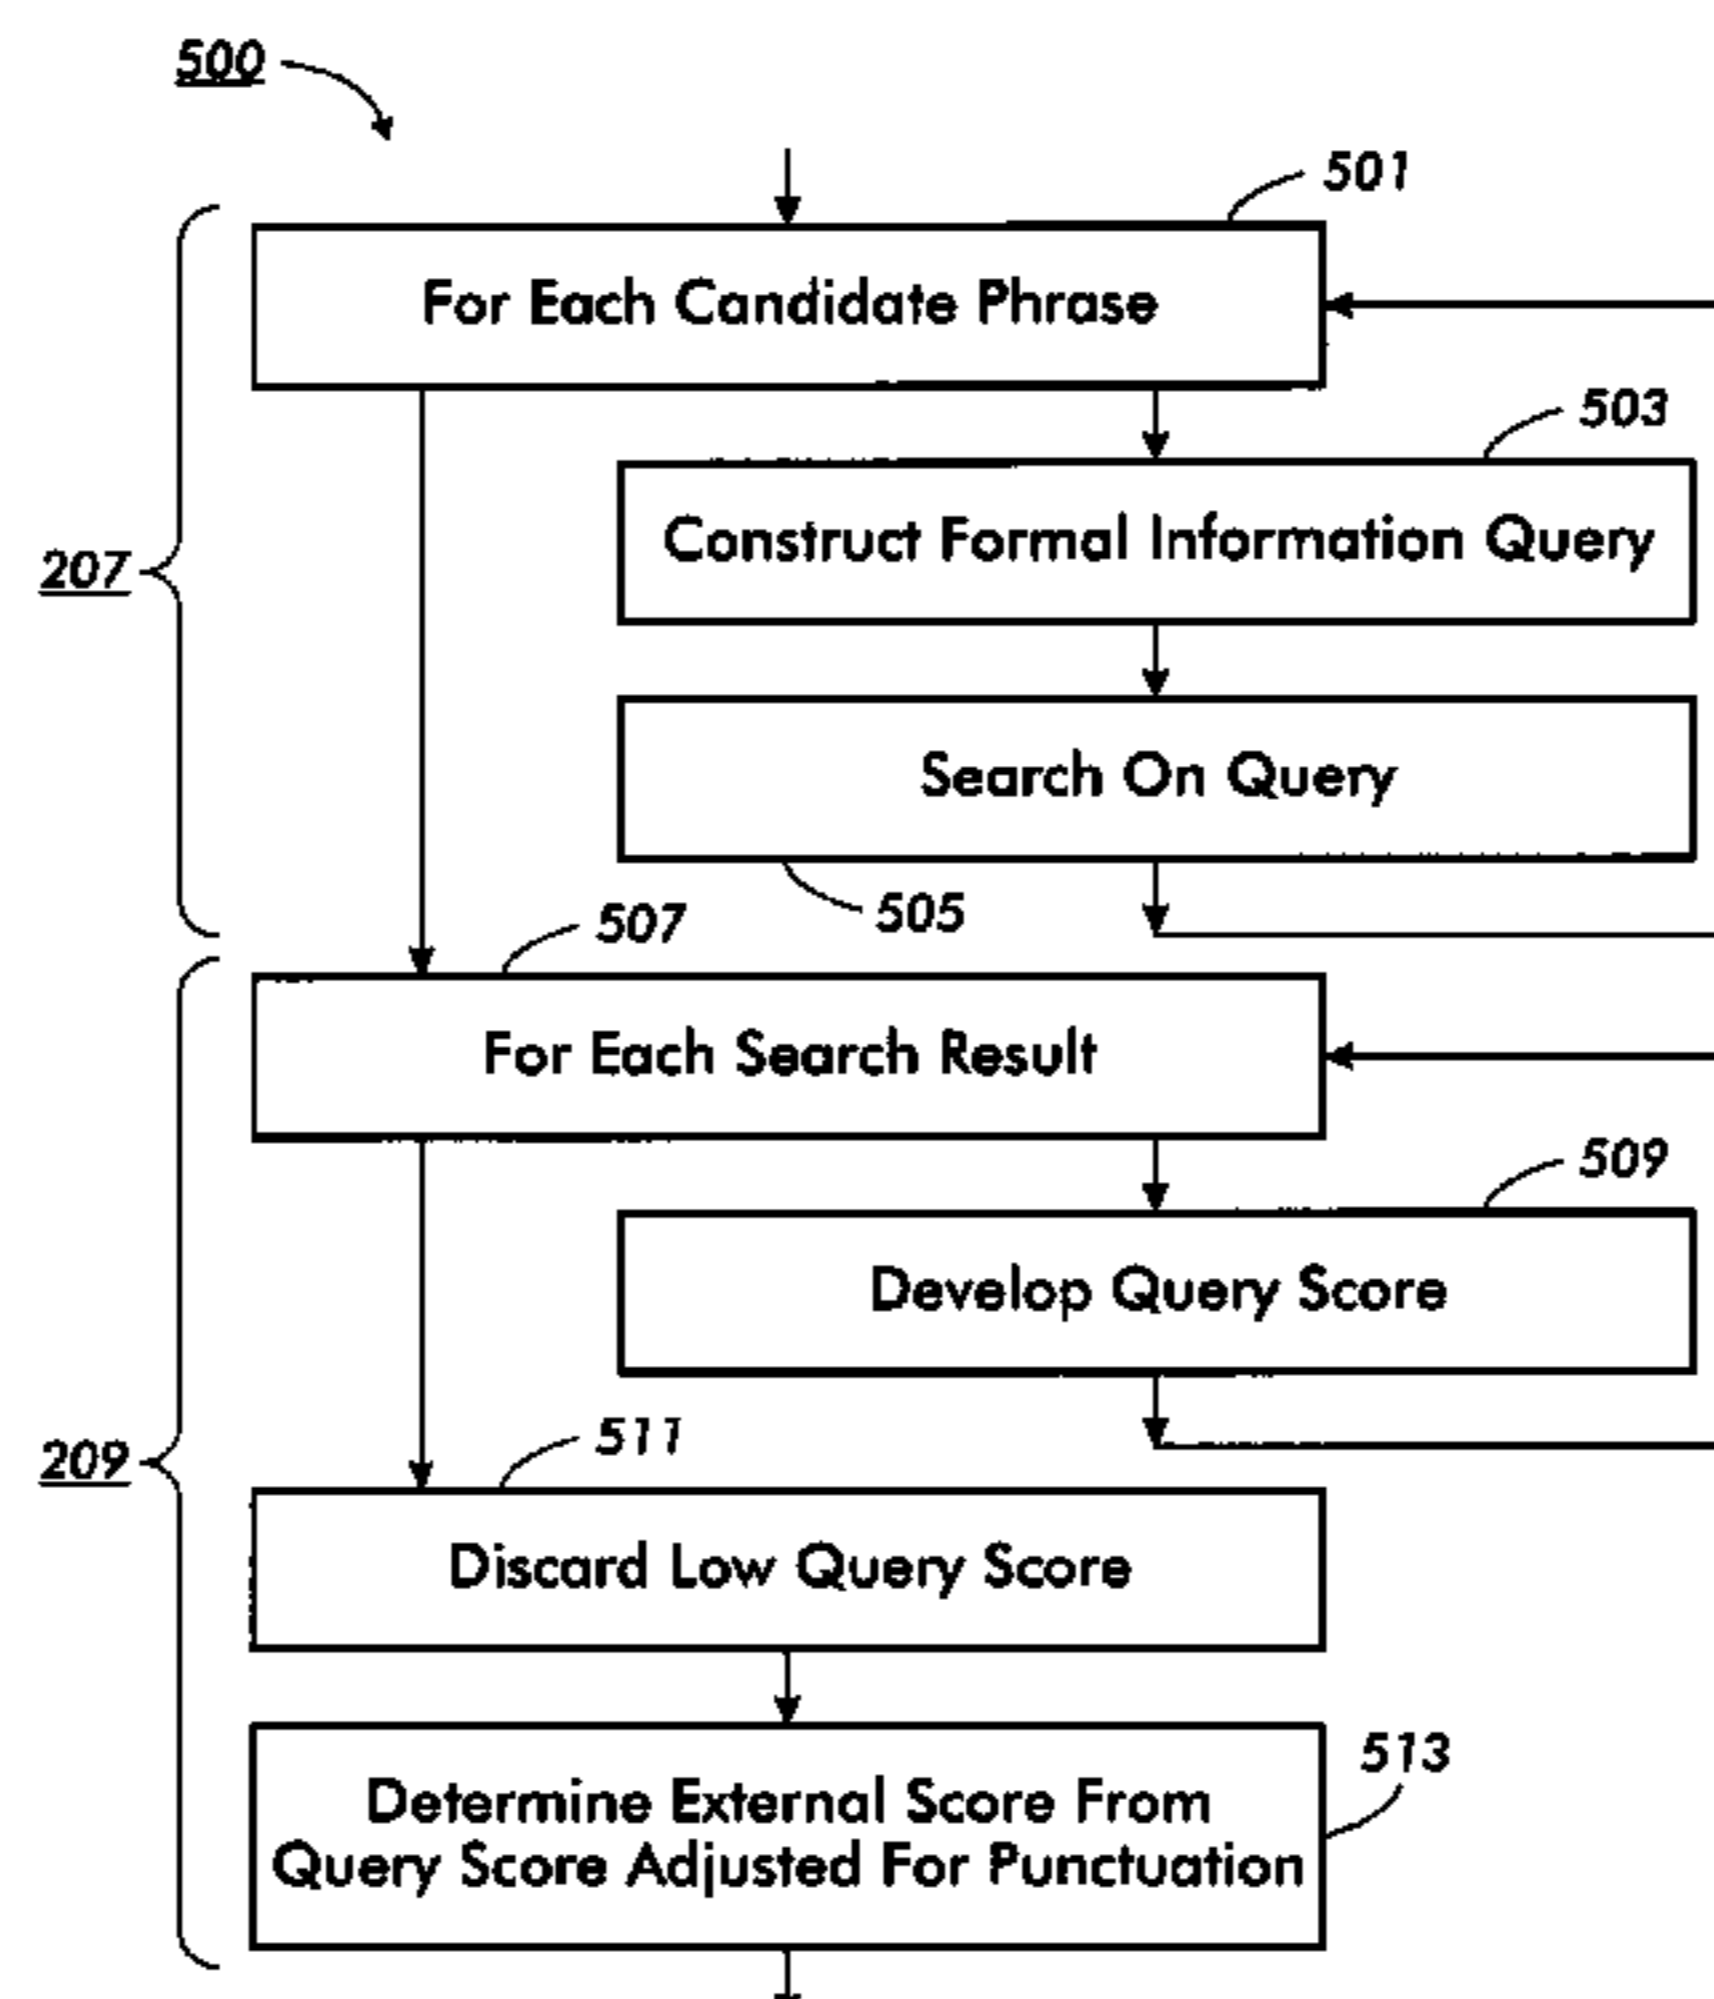 500
501
For Each Candidate Phrase
503
Construct Formal Information Query
207
Search On Query
505
507
For Each Search Result
509
Develop Query Score
511
209
Discard Low Query Score
513
Determine External Score From
Query Score Adjusted For Punctuation